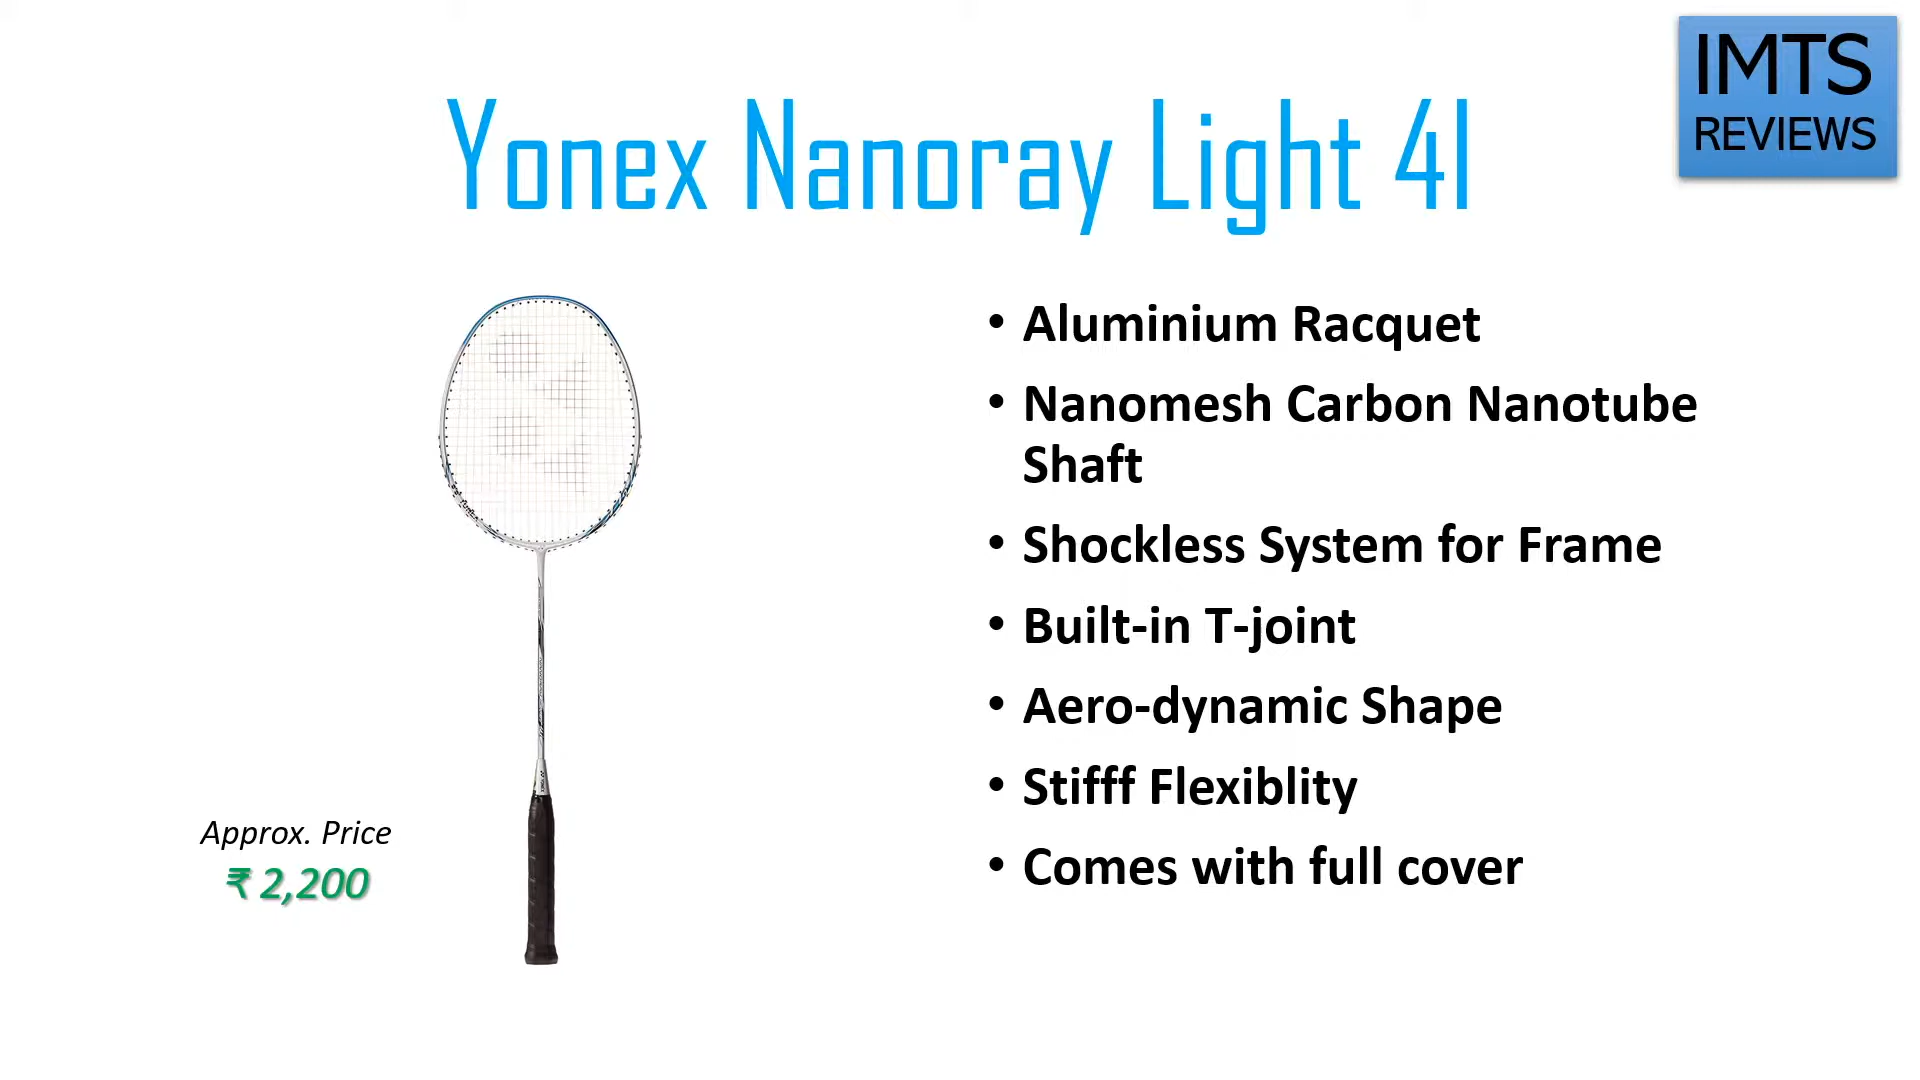 IMTS
REVIEWS
Yonex Nanoray Light 4I
• Aluminium Racquet
• Nanomesh Carbon Nanotube
Shaft
• Shockless System for Frame
• Built-in T-joint
• Aero-dynamic Shape
• Stifff Flexiblity
• Comes with full cover
Approx. Price
₹ 2,200